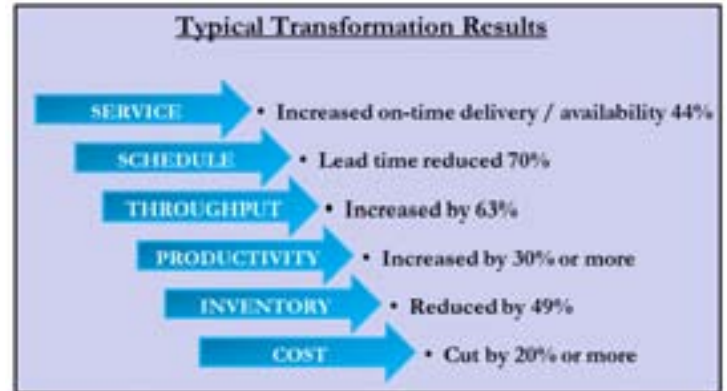 Typical Transformation Results
SERVICE • Increased on-time delivery / availability 44%
SCHEDULE • Lead time reduced 70%
THROUGHPUT • Increased by 63%
PRODUCTIVITY • Increased by 30% or more
INVENTORY • Reduced by 49%
COST • Cut by 20% or more